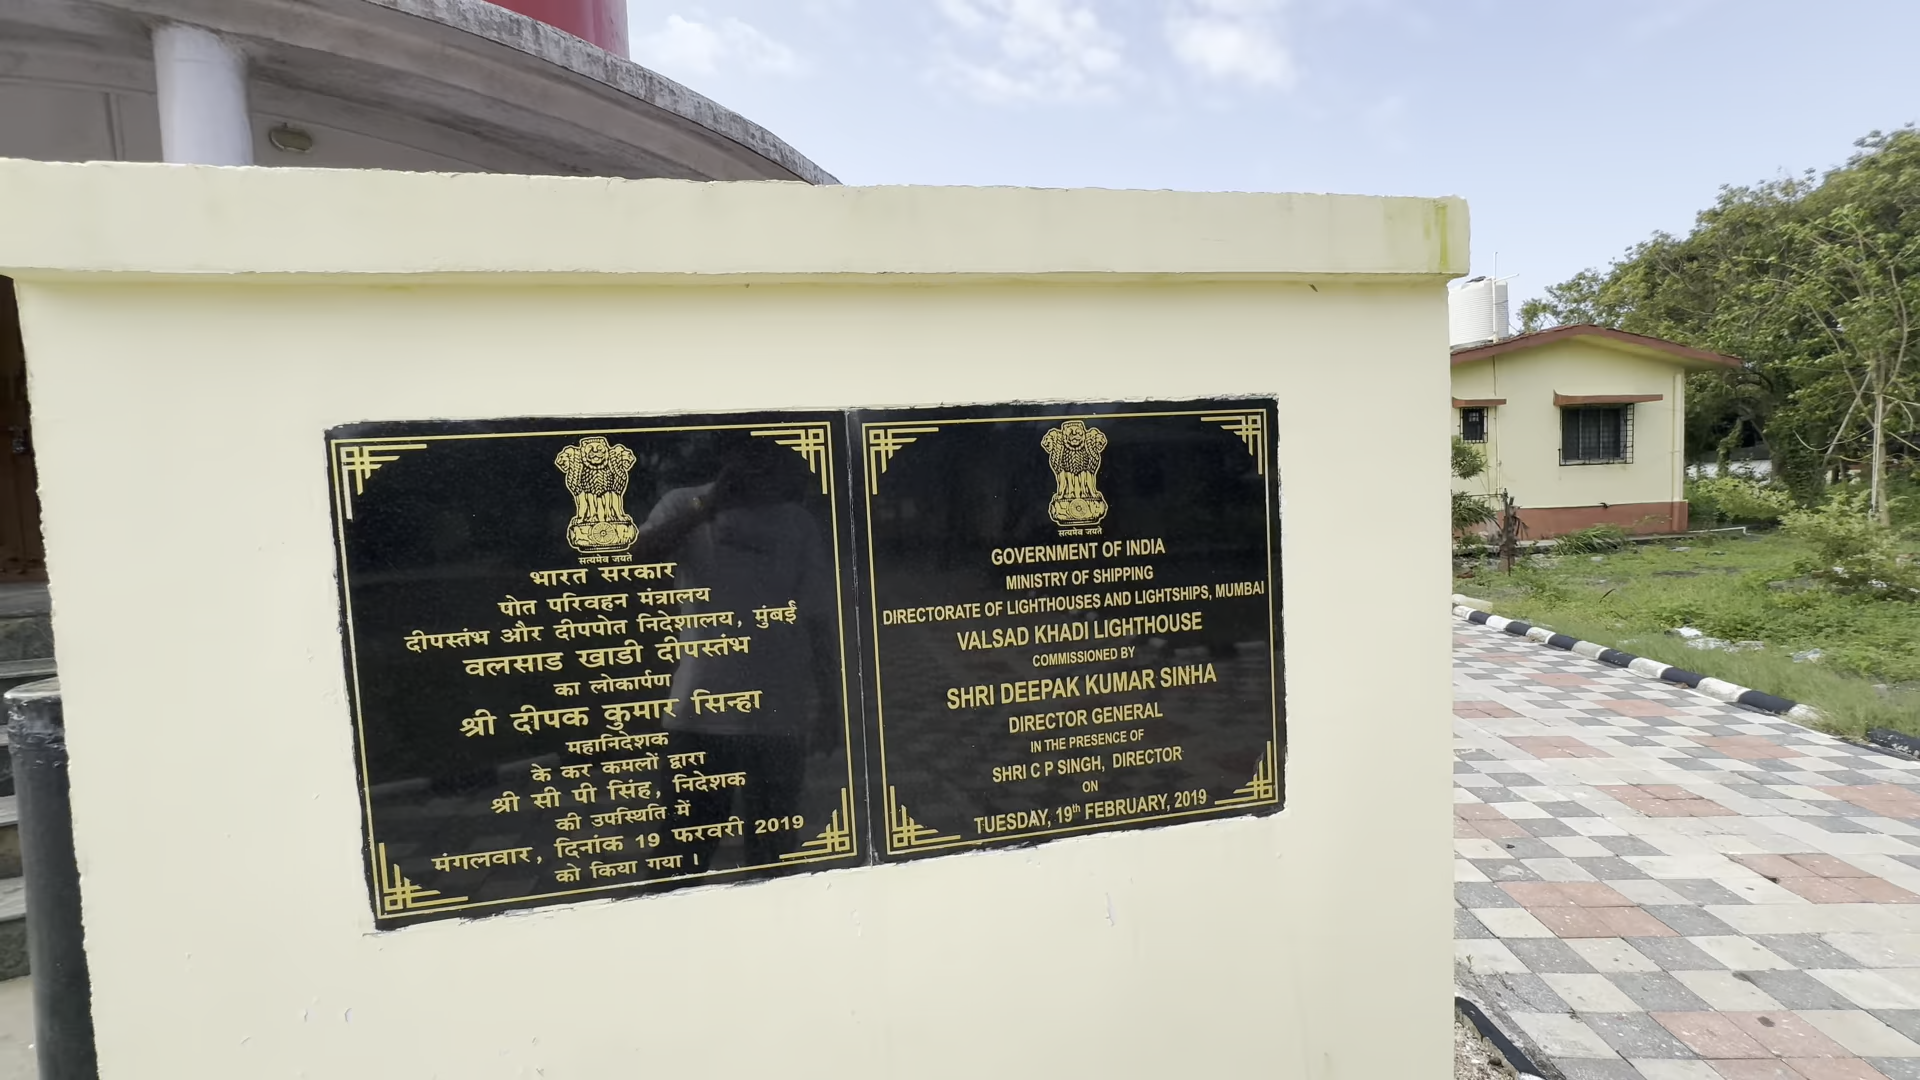 सत्यमेव जयते
भारत सरकार
पोत परिवहन मंत्रालय
दीपस्तंभ और दीपपोत निदेशालय, मुंबई
वलसाड खाडी दीपस्तंभ
का लोकार्पण
श्री दीपक कुमार सिन्हा
महानिदेशक
के कर कमलों द्वारा
श्री सी पी सिंह, निदेशक
की उपस्थिति में
मंगलवार, दिनांक 19 फरवरी 2019
को किया गया ।
सत्यमेव जयते
GOVERNMENT OF INDIA
MINISTRY OF SHIPPING
DIRECTORATE OF LIGHTHOUSES AND LIGHTSHIPS, MUMBAI
VALSAD KHADI LIGHTHOUSE
COMMISSIONED BY
SHRI DEEPAK KUMAR SINHA
DIRECTOR GENERAL
IN THE PRESENCE OF
SHRI C P SINGH, DIRECTOR
ON
TUESDAY, 19th FEBRUARY, 2019